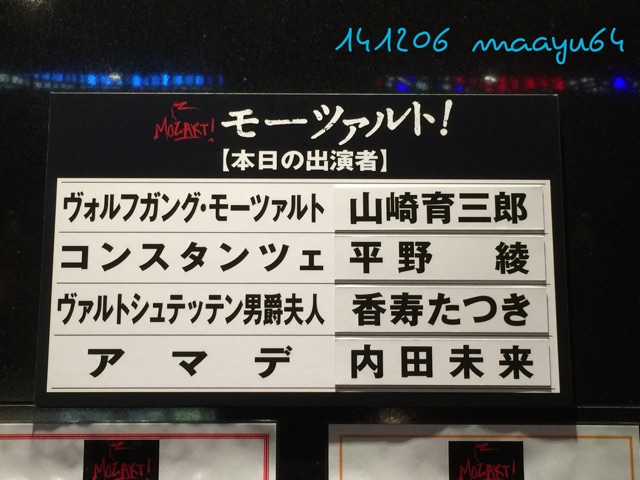 141206 maayu64
MOZART! モーツァルト!
【本日の出演者】
ヴォルフガング・モーツァルト 山崎育三郎
コンスタンツェ 平野 綾
ヴァルトシュテッテン男爵夫人 香寿たつき
アマデ 内田未来
MOZART! MOZART!